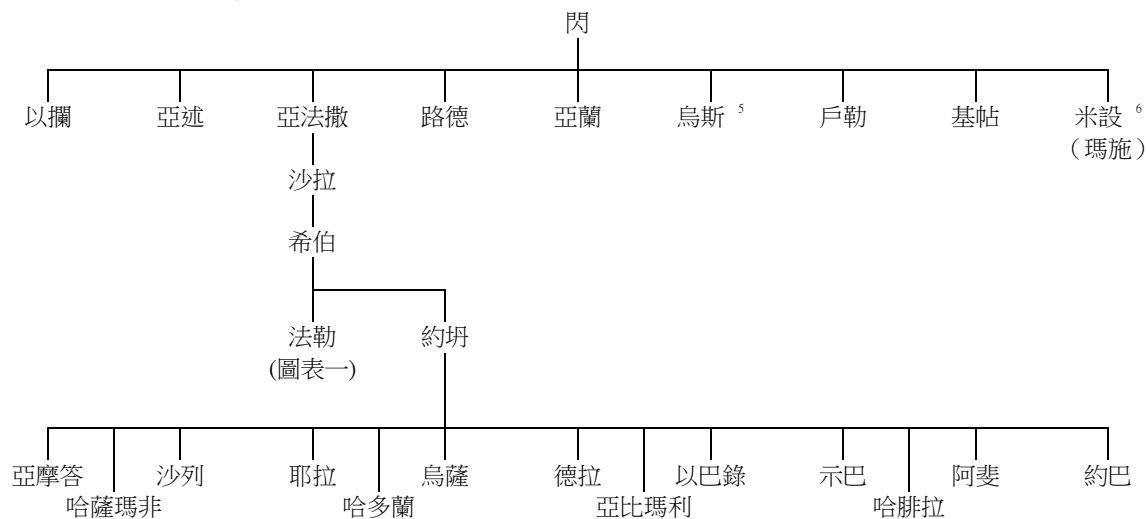 閃
以攔 亞述 亞法撒 路德 亞蘭 烏斯 5 戶勒 基帖 米設 6
（瑪施）
沙拉
希伯
法勒 約坍
(圖表一)
亞摩答 沙列 耶拉 烏薩 德拉 以巴錄 示巴 阿斐 約巴
哈薩瑪非 哈多蘭 亞比瑪利 哈腓拉